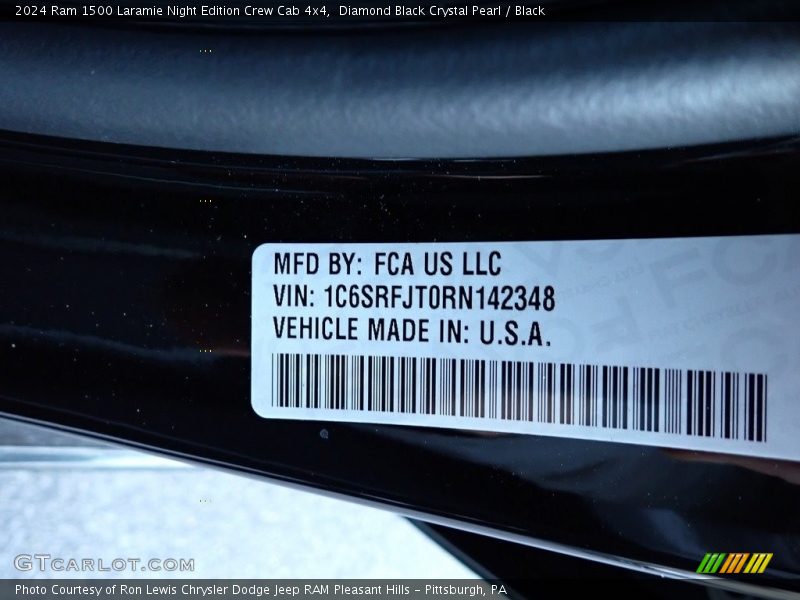 2024 Ram 1500 Laramie Night Edition Crew Cab 4x4,  Diamond Black Crystal Pearl / Black
MFD BY: FCA US LLC
VIN: 1C6SRFJT0RN142348
VEHICLE MADE IN: U.S.A.
GTCARLOT.COM
Photo Courtesy of Ron Lewis Chrysler Dodge Jeep RAM Pleasant Hills - Pittsburgh, PA